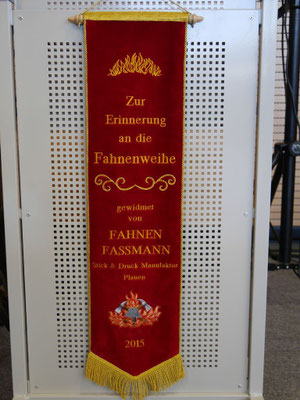 Zur
Erinnerung
an die
Fahnenweihe
gewidmet
von
FAHNEN
FASSMANN
Stick & Druck Manufaktur
Plauen
2015